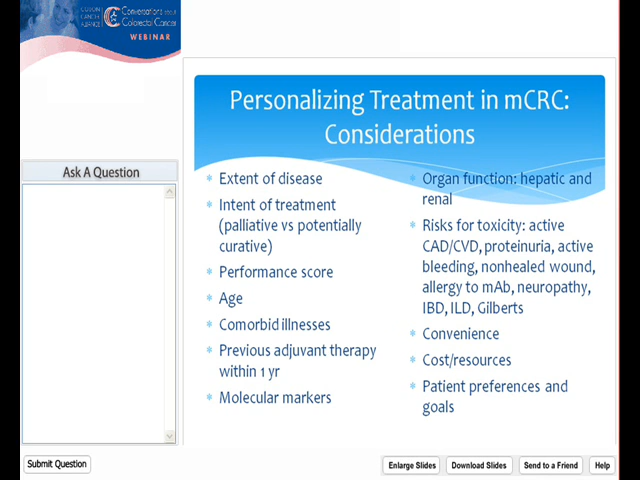 COLON
CANCER
ALLIANCE
Conversations about
Colorectal Cancer
WEBINAR
Ask A Question
Submit Question
Personalizing Treatment in mCRC:
Considerations
* Extent of disease
* Intent of treatment
(palliative vs potentially
curative)
* Performance score
* Age
* Comorbid illnesses
* Previous adjuvant therapy
within 1 yr
* Molecular markers
* Organ function: hepatic and
renal
* Risks for toxicity: active
CAD/CVD, proteinuria, active
bleeding, nonhealed wound,
allergy to mAb, neuropathy,
IBD, ILD, Gilberts
* Convenience
* Cost/resources
* Patient preferences and
goals
Enlarge Slides
Download Slides
Send to a Friend
Help